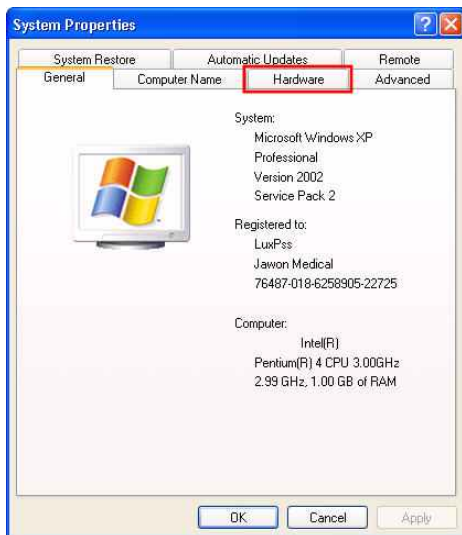 System Properties
System Restore Automatic Updates Remote
General Computer Name Hardware Advanced
System:
Microsoft Windows XP
Professional
Version 2002
Service Pack 2
Registered to:
LuxPss
Jawon Medical
76487-018-6258905-22725
Computer:
Intel(R)
Pentium(R) 4 CPU 3.00GHz
2.99 GHz, 1.00 GB of RAM
OK Cancel Apply